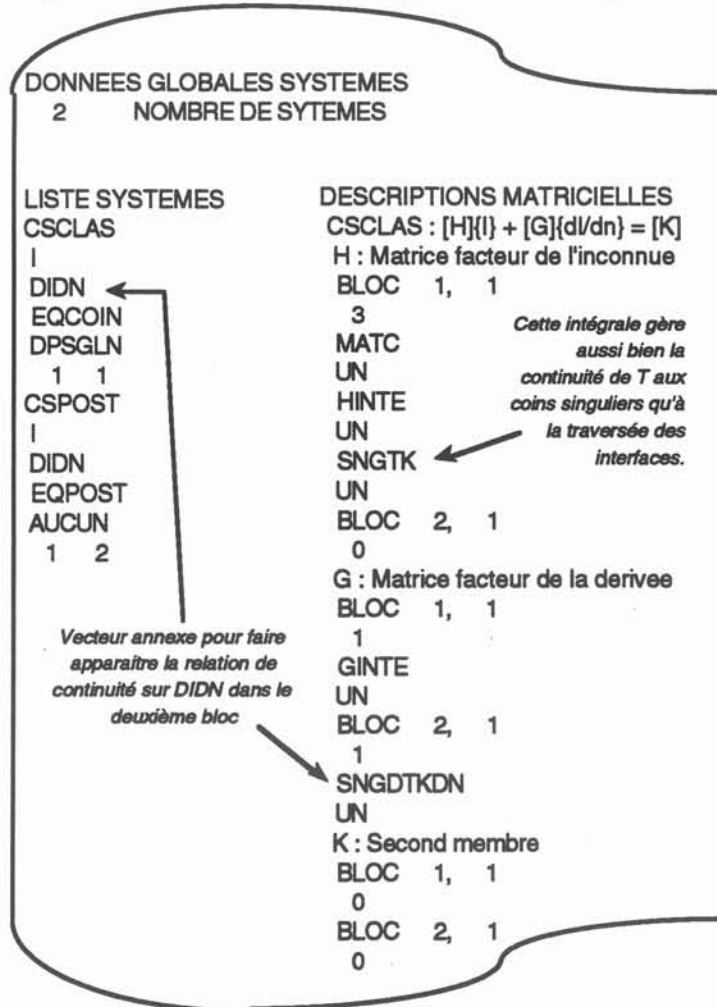 DONNEES GLOBALES SYSTEMES
2 NOMBRE DE SYTEMES
LISTE SYSTEMES
CSCLAS
I
DIDN
EQCOIN
DPSGLN
1 1
CSPOST
I
DIDN
EQPOST
AUCUN
1 2
Vecteur annexe pour faire
apparaitre la relation de
continuité sur DIDN dans le
deuxième bloc
DESCRIPTIONS MATRICIELLES
CSCLAS : [H]{I} + [G]{dI/dn} = [K]
H : Matrice facteur de l'inconnue
BLOC 1, 1
3
MATC
UN
HINTE
UN
SNGTK
UN
BLOC 2, 1
0
Cette intégrale gère
aussi bien la
continuité de T aux
coins singuliers qu'à
la traversée des
interfaces.
G : Matrice facteur de la derivee
BLOC 1, 1
1
GINTE
UN
BLOC 2, 1
1
SNGDTKDN
UN
K : Second membre
BLOC 1, 1
0
BLOC 2, 1
0